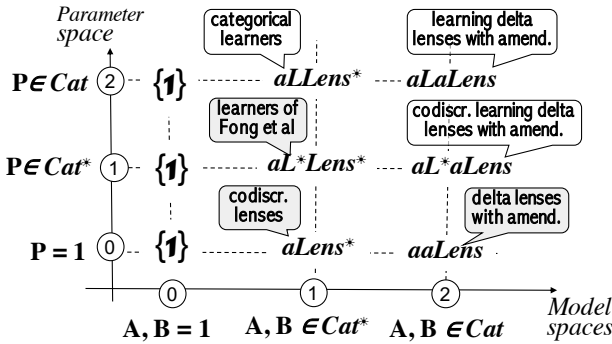 Parameter
space
categorical
learners
learning delta
lenses with amend.
P∈Cat 2 {1} aLLens* aLaLens
learners of
Fong et al
codiscr. learning delta
lenses with amend.
P∈Cat* 1 {1} aL*Lens* aL*aLens
codiscr.
lenses
delta lenses
with amend.
P = 1 0 {1} aLens* aaLens
0 1 2
Model
spaces
A, B = 1 A, B ∈Cat* A, B ∈ Cat